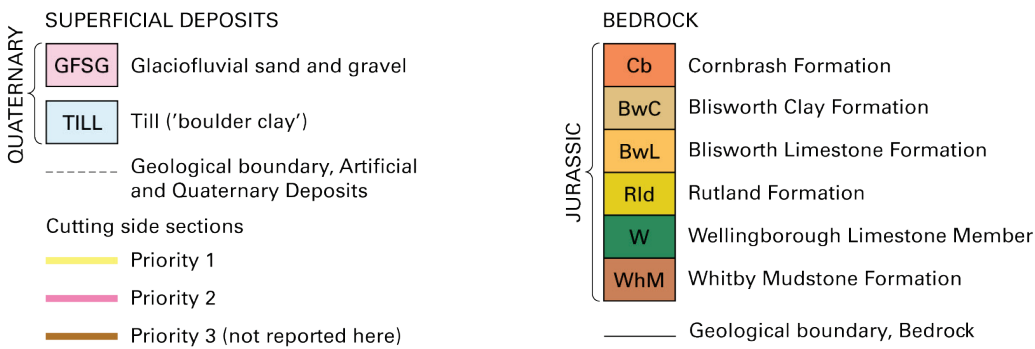 SUPERFICIAL DEPOSITS
QUATERNARY
GFSG Glaciofluvial sand and gravel
TILL Till ('boulder clay')
Geological boundary, Artificial
and Quaternary Deposits
Cutting side sections
Priority 1
Priority 2
Priority 3 (not reported here)
BEDROCK
JURASSIC
Cb Cornbrash Formation
BwC Blisworth Clay Formation
BwL Blisworth Limestone Formation
Rld Rutland Formation
W Wellingborough Limestone Member
WhM Whitby Mudstone Formation
Geological boundary, Bedrock